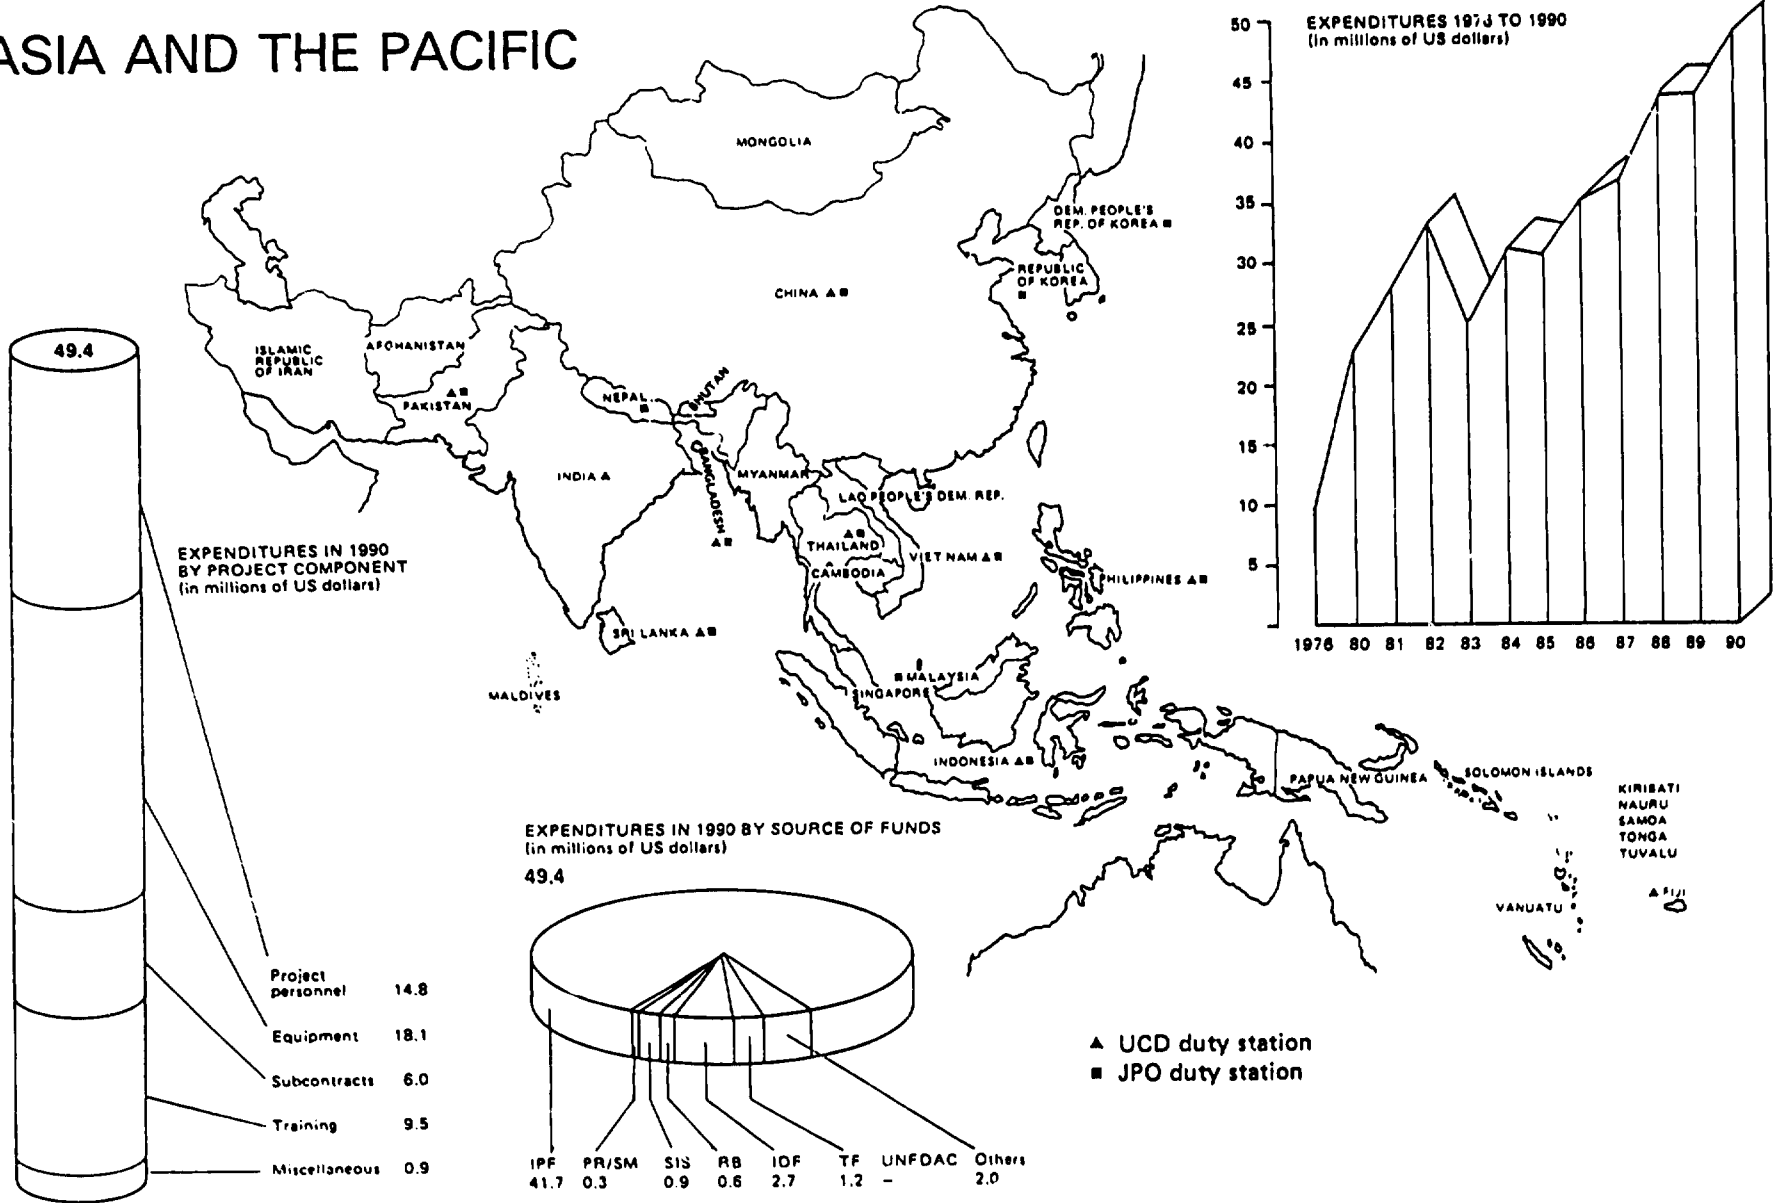 ASIA AND THE PACIFIC
EXPENDITURES 1976 TO 1990
(in millions of US dollars)
50
45
40
35
30
25
20
15
10
5
1976 80 81 82 83 84 85 86 87 88 89 90
MONGOLIA
DEM. PEOPLE'S
REP. OF KOREA ■
REPUBLIC
OF KOREA
■
CHINA ▲■
ISLAMIC
REPUBLIC
OF IRAN
AFGHANISTAN
▲■
PAKISTAN
NEPAL
■
BHUTAN
INDIA ▲
BANGLADESH
▲■
MYANMAR
LAO PEOPLE'S DEM. REP.
▲■
THAILAND
VIET NAM ▲■
CAMBODIA
PHILIPPINES ▲■
SRI LANKA ▲■
MALDIVES
■ MALAYSIA
SINGAPORE
INDONESIA ▲■
PAPUA NEW GUINEA
SOLOMON ISLANDS
KIRIBATI
NAURU
SAMOA
TONGA
TUVALU
▲ FIJI
VANUATU
49.4
EXPENDITURES IN 1990
BY PROJECT COMPONENT
(in millions of US dollars)
Project
personnel 14.8
Equipment 18.1
Subcontracts 6.0
Training 9.5
Miscellaneous 0.9
EXPENDITURES IN 1990 BY SOURCE OF FUNDS
(in millions of US dollars)
49.4
IPF PR/SM SIS RB IDF TF UNFDAC Others
41.7 0.3 0.9 0.6 2.7 1.2 – 2.0
▲ UCD duty station
■ JPO duty station